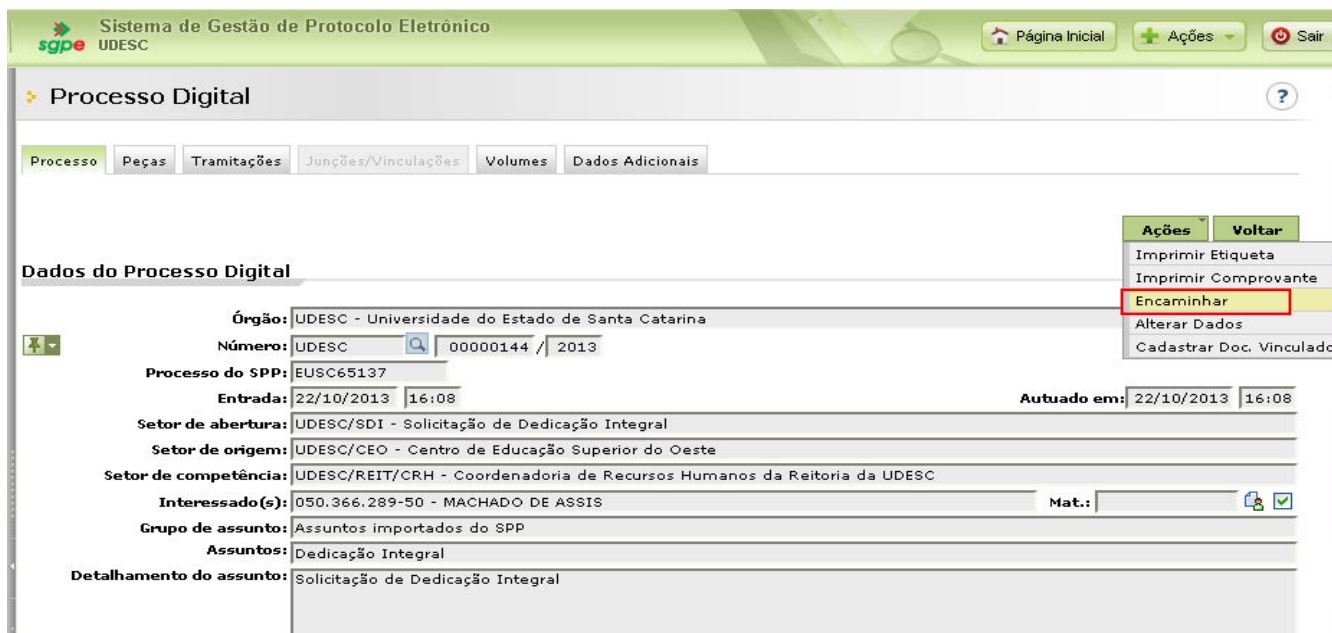 Sistema de Gestão de Protocolo Eletrônico
sgpe UDESC
Página Inicial
Ações
Sair
Processo Digital
?
Processo Peças Tramitações Junções/Vinculações Volumes Dados Adicionais
Ações Voltar
Imprimir Etiqueta
Imprimir Comprovante
Encaminhar
Alterar Dados
Cadastrar Doc. Vinculado
Dados do Processo Digital
Órgão: UDESC - Universidade do Estado de Santa Catarina
Número: UDESC 00000144 / 2013
Processo do SPP: EUSC65137
Entrada: 22/10/2013 16:08 Autuado em: 22/10/2013 16:08
Setor de abertura: UDESC/SDI - Solicitação de Dedicação Integral
Setor de origem: UDESC/CEO - Centro de Educação Superior do Oeste
Setor de competência: UDESC/REIT/CRH - Coordenadoria de Recursos Humanos da Reitoria da UDESC
Interessado(s): 050.366.289-50 - MACHADO DE ASSIS Mat.:
Grupo de assunto: Assuntos importados do SPP
Assuntos: Dedicação Integral
Detalhamento do assunto: Solicitação de Dedicação Integral